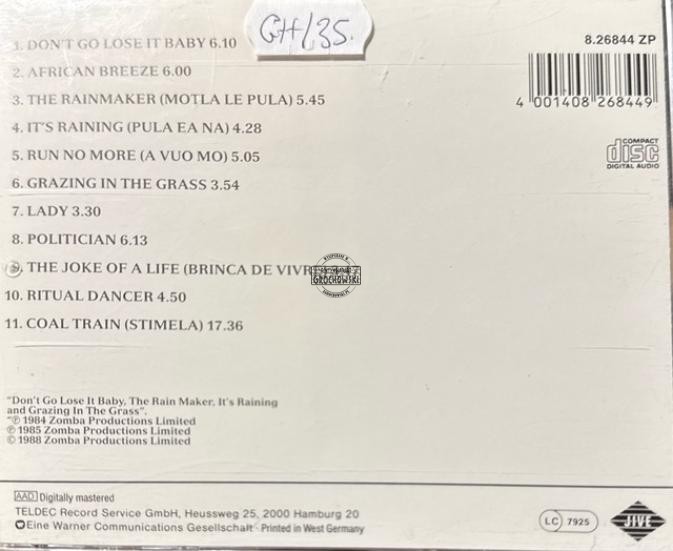 GH/35.
8.26844 ZP
1. DON'T GO LOSE IT BABY 6.10
2. AFRICAN BREEZE 6.00
3. THE RAINMAKER (MOTLA LE PULA) 5.45
4. IT'S RAINING (PULA EA NA) 4.28
5. RUN NO MORE (A VUO MO) 5.05
6. GRAZING IN THE GRASS 3.54
7. LADY 3.30
8. POLITICIAN 6.13
9. THE JOKE OF A LIFE (BRINCA DE VIVRE
10. RITUAL DANCER 4.50
11. COAL TRAIN (STIMELA) 17.36
4 001408 268449
COMPACT
disc
DIGITAL AUDIO
GROCHOWSKI
"Don't Go Lose It Baby, The Rain Maker, It's Raining
and Grazing In The Grass".
"℗ 1984 Zomba Productions Limited
℗ 1985 Zomba Productions Limited
© 1988 Zomba Productions Limited
AAD Digitally mastered
TELDEC Record Service GmbH, Heussweg 25, 2000 Hamburg 20
Eine Warner Communications Gesellschaft · Printed in West Germany
LC 7925
JIVE